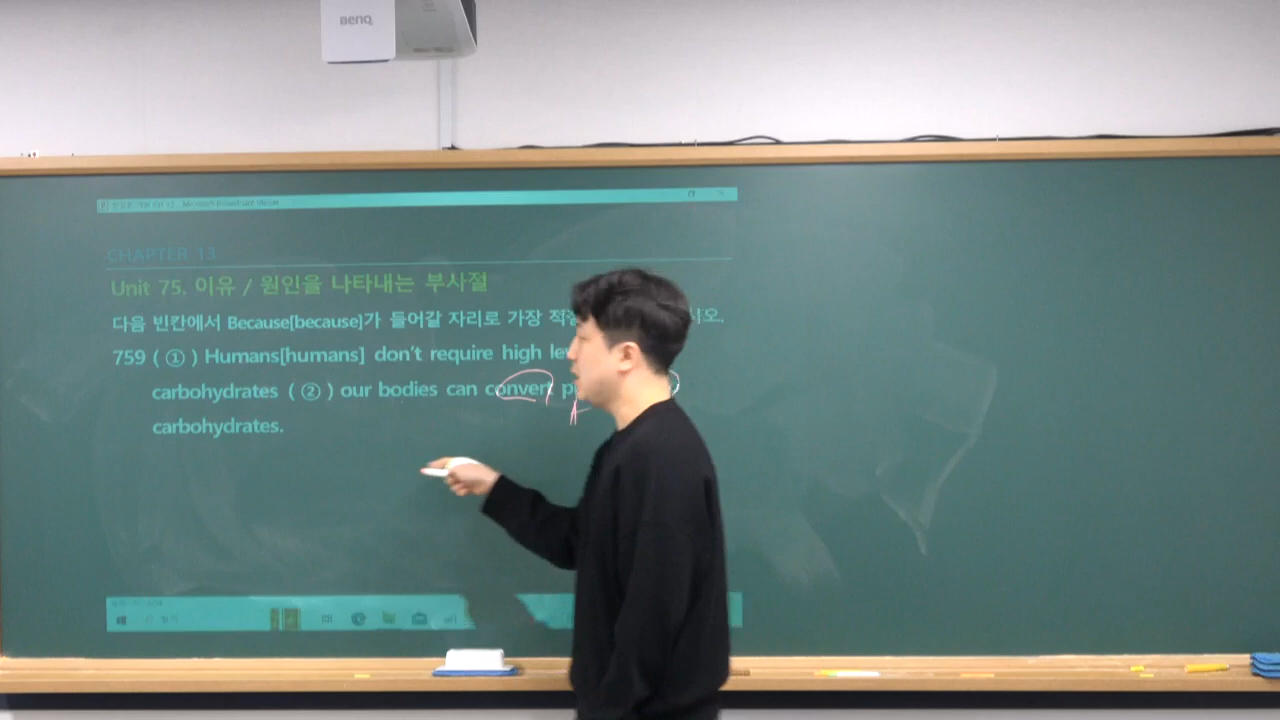 BenQ
CHAPTER 13
Unit 75. 이유 / 원인을 나타내는 부사절
다음 빈칸에서 Because[because]가 들어갈 자리로 가장 시오.
759 ( ① ) Humans[humans] don't require high
carbohydrates ( ② ) our bodies can convert
carbohydrates.